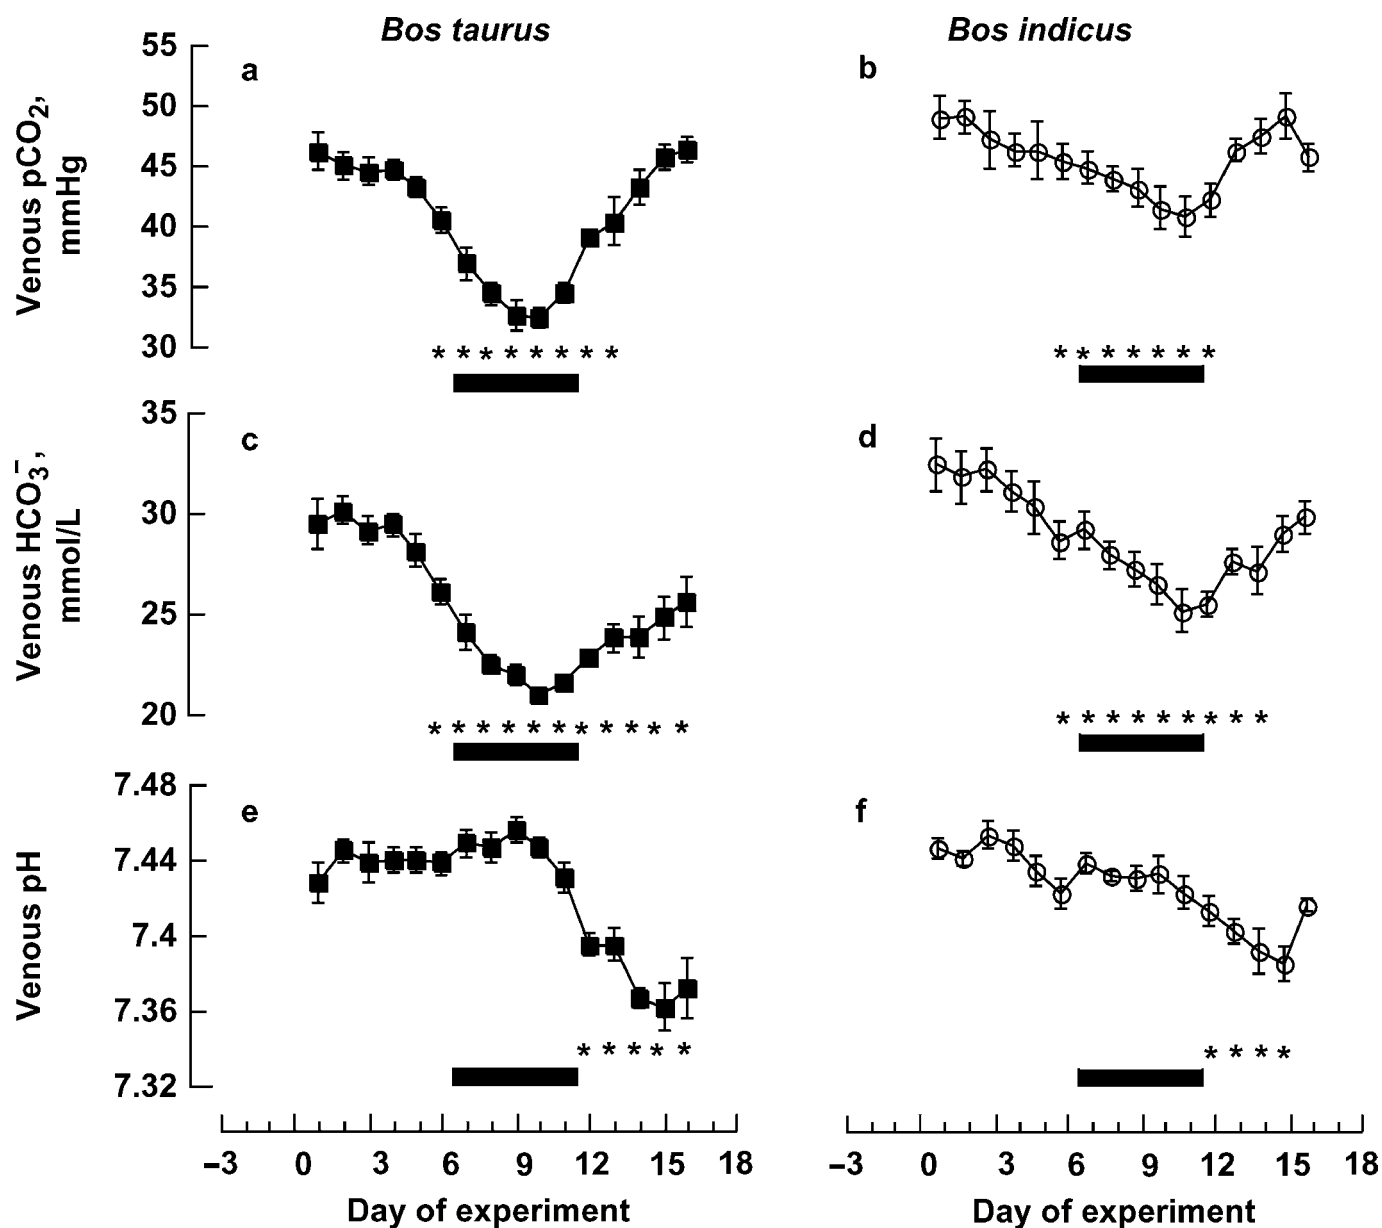 Bos taurus
Bos indicus
a
b
Venous pCO2,
mmHg
55
50
45
40
35
30
* * * * * * * *
* * * * * * *
c
d
Venous HCO3−,
mmol/L
35
30
25
20
* * * * * * * * * * *
* * * * * * * * *
e
f
Venous pH
7.48
7.44
7.4
7.36
7.32
* * * * *
* * * *
−3 0 3 6 9 12 15 18
−3 0 3 6 9 12 15 18
Day of experiment
Day of experiment